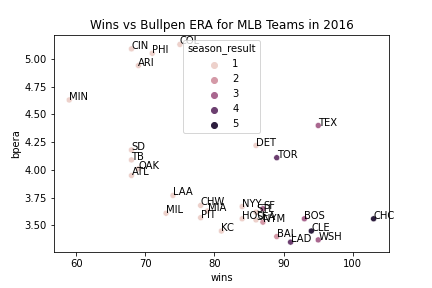 Wins vs Bullpen ERA for MLB Teams in 2016
season_result
1
2
3
4
5
bpera
5.00
4.75
4.50
4.25
4.00
3.75
3.50
CIN
PHI
ARI
MIN
TEX
DET
TOR
SD
TB
OAK
ATL
LAA
CHW
MIA
MIL
PIT
KC
NYY
HOU
SF
NYM
BAL
LAD
BOS
CLE
WSH
CHC
60
70
80
90
100
wins